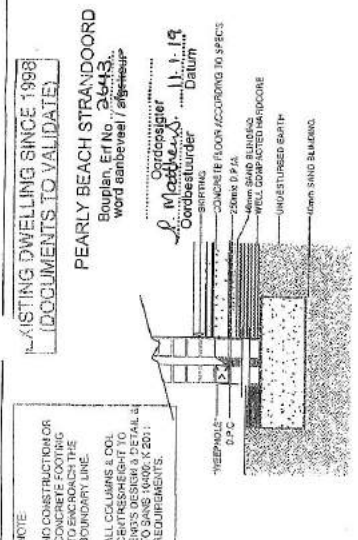 EXISTING DWELLING SINCE 1998
(DOCUMENTS TO VALIDATE)
PEARLY BEACH STRANDOORD
Bouplan, Erf No 2643
word aanbeveel / afgekeur
Oordopsigter
Matthews 11-1-19
Oordbestuurder Datum
SKIRTING
CONCRETE FLOOR ACCORDING TO SPEC'S
250mic D.P.M.
40mm SAND BLINDING
WELL COMPACTED HARDCORE
UNDISTURBED EARTH
40mm SAND BLINDING
"WEEPHOLE"
D.P.C
NOTE:
NO CONSTRUCTION OR
CONCRETE FOOTING
TO ENCROACH THE
BOUNDARY LINE.
ALL COLUMNS & COL
CENTRES/HEIGHT TO
ENG'S DESIGN & DETAIL &
TO SANS 10400: K 2011
REQUIREMENTS.